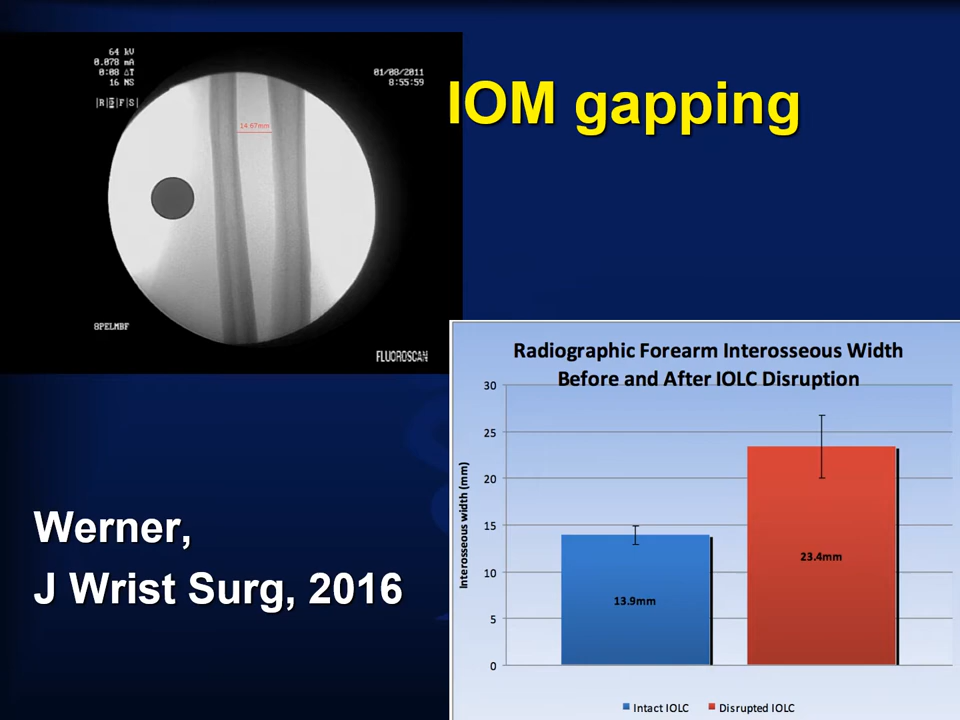 64 kV
0.078 mA
0:08 ΔT
16 NS
01/08/2011
8:55:59
14.67mm
8PELMBF
FLUOROSCAN
IOM gapping
Radiographic Forearm Interosseous Width
Before and After IOLC Disruption
Interosseous width (mm)
30
25
20
15
10
5
0
13.9mm
23.4mm
Intact IOLC
Disrupted IOLC
Werner,
J Wrist Surg, 2016